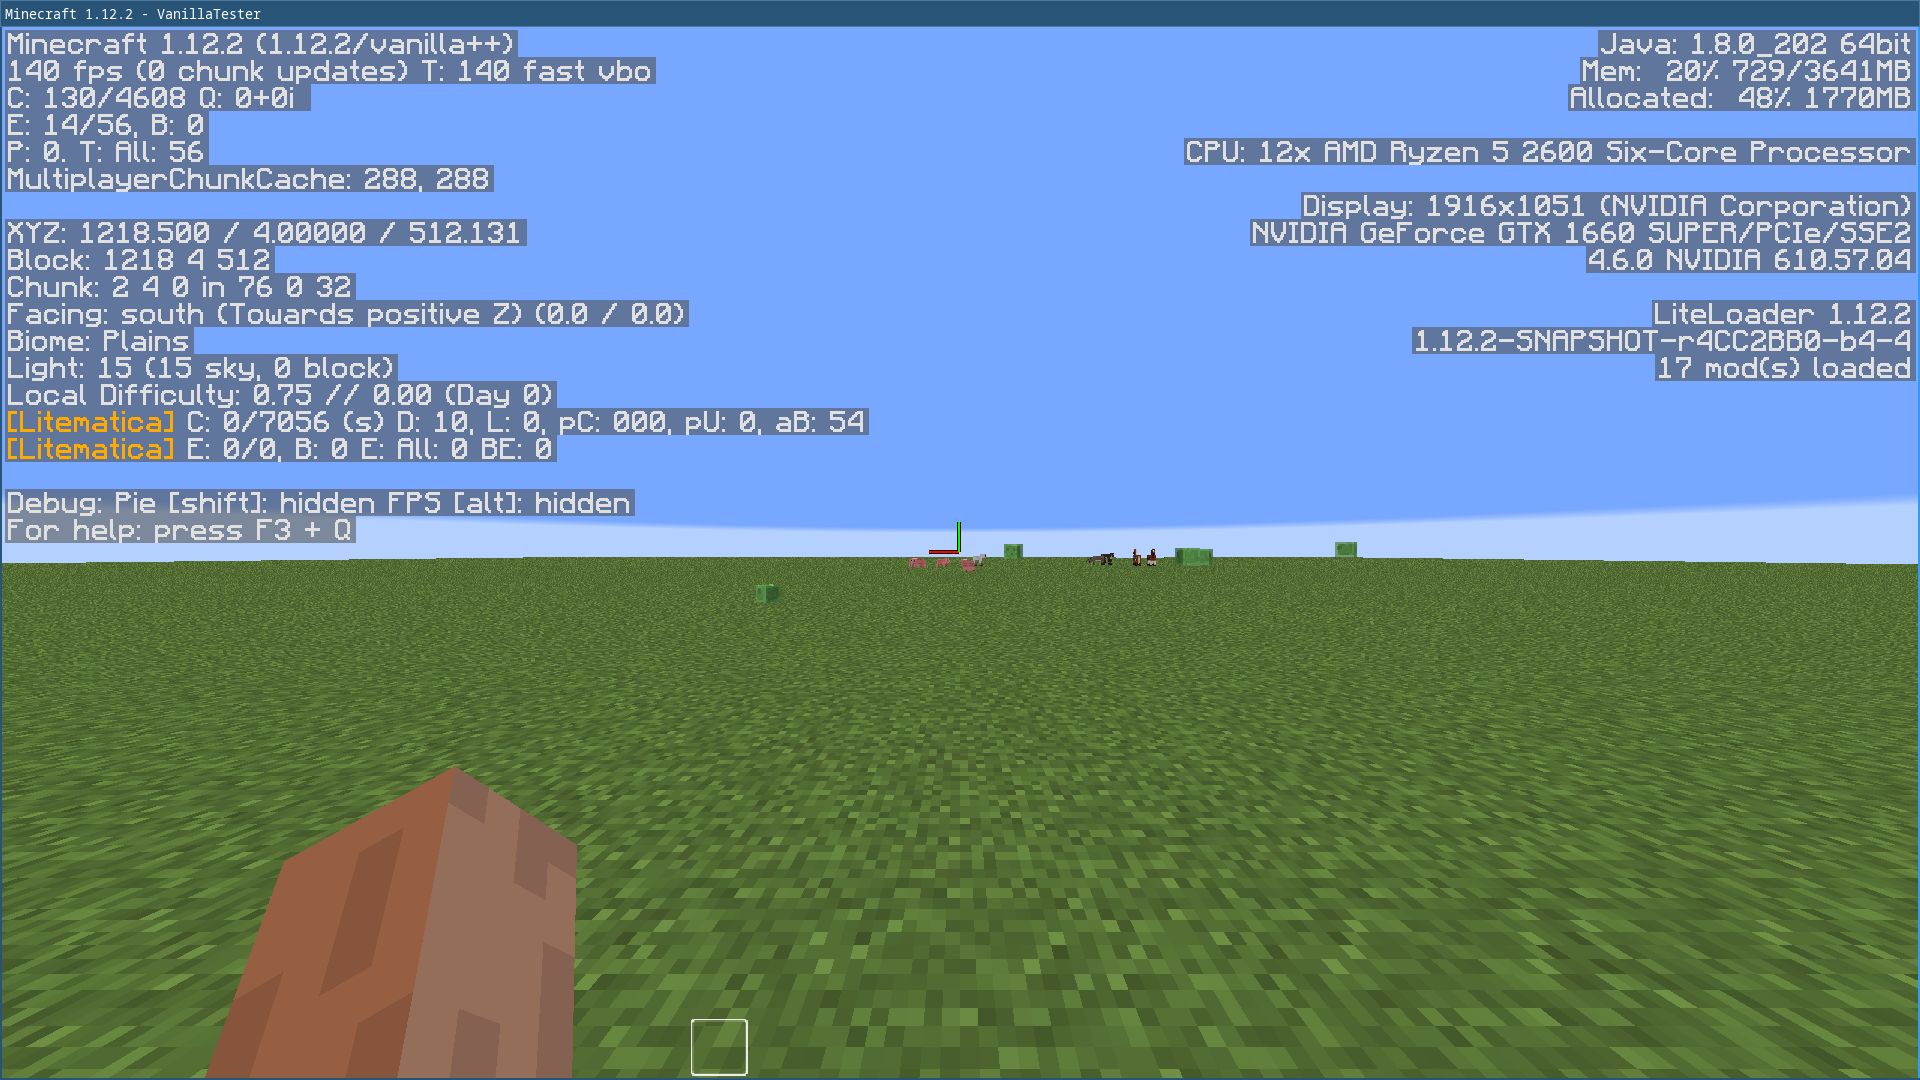 Minecraft 1.12.2 - VanillaTester
Minecraft 1.12.2 (1.12.2/vanilla++)
140 fps (0 chunk updates) T: 140 fast vbo
C: 130/4608 Q: 0+0i
E: 14/56, B: 0
P: 0. T: All: 56
MultiplayerChunkCache: 288, 288
XYZ: 1218.500 / 4.00000 / 512.131
Block: 1218 4 512
Chunk: 2 4 0 in 76 0 32
Facing: south (Towards positive Z) (0.0 / 0.0)
Biome: Plains
Light: 15 (15 sky, 0 block)
Local Difficulty: 0.75 // 0.00 (Day 0)
[Litematica] C: 0/7056 (s) D: 10, L: 0, pC: 000, pU: 0, aB: 54
[Litematica] E: 0/0, B: 0 E: All: 0 BE: 0
Debug: Pie [shift]: hidden FPS [alt]: hidden
For help: press F3 + Q
Java: 1.8.0_202 64bit
Mem: 20% 729/3641MB
Allocated: 48% 1770MB
CPU: 12x AMD Ryzen 5 2600 Six-Core Processor
Display: 1916x1051 (NVIDIA Corporation)
NVIDIA GeForce GTX 1660 SUPER/PCIe/SSE2
4.6.0 NVIDIA 610.57.04
LiteLoader 1.12.2
1.12.2-SNAPSHOT-r4CC2BB0-b4-4
17 mod(s) loaded